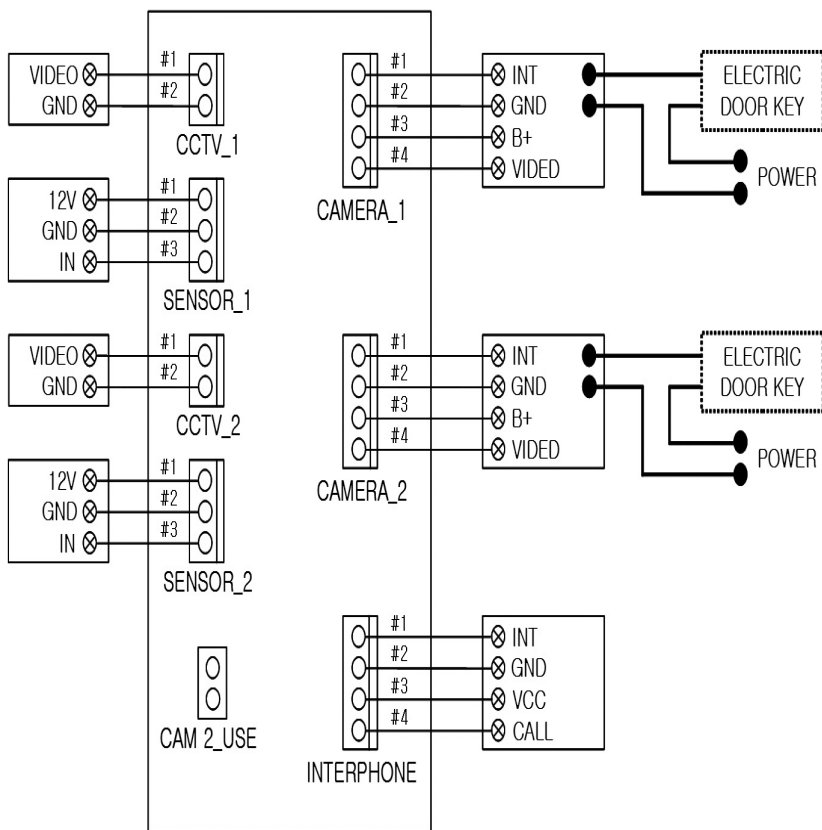 VIDEO
GND
#1
#2
CCTV_1
12V
GND
IN
#1
#2
#3
SENSOR_1
VIDEO
GND
#1
#2
CCTV_2
12V
GND
IN
#1
#2
#3
SENSOR_2
CAM 2_USE
#1
#2
#3
#4
CAMERA_1
INT
GND
B+
VIDED
ELECTRIC
DOOR KEY
POWER
#1
#2
#3
#4
CAMERA_2
INT
GND
B+
VIDED
ELECTRIC
DOOR KEY
POWER
#1
#2
#3
#4
INTERPHONE
INT
GND
VCC
CALL